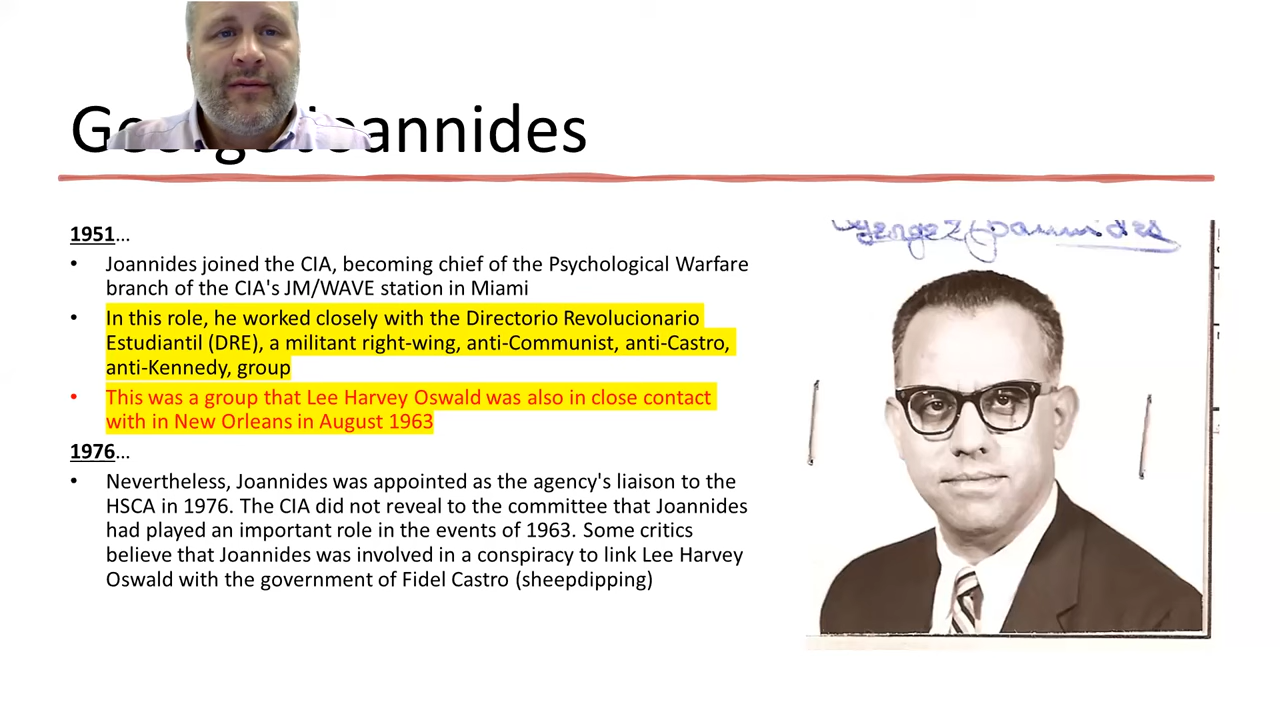 George Joannides
1951...
• Joannides joined the CIA, becoming chief of the Psychological Warfare
branch of the CIA's JM/WAVE station in Miami
• In this role, he worked closely with the Directorio Revolucionario
Estudiantil (DRE), a militant right-wing, anti-Communist, anti-Castro,
anti-Kennedy, group
• This was a group that Lee Harvey Oswald was also in close contact
with in New Orleans in August 1963
1976...
• Nevertheless, Joannides was appointed as the agency's liaison to the
HSCA in 1976. The CIA did not reveal to the committee that Joannides
had played an important role in the events of 1963. Some critics
believe that Joannides was involved in a conspiracy to link Lee Harvey
Oswald with the government of Fidel Castro (sheepdipping)
George E Joannides